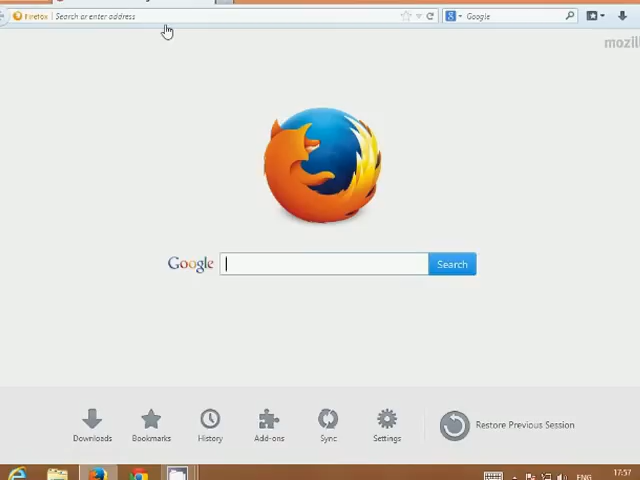 Firefox Search or enter address Google
mozill
Google Search
Downloads Bookmarks History Add-ons Sync Settings Restore Previous Session
ENG 17:57